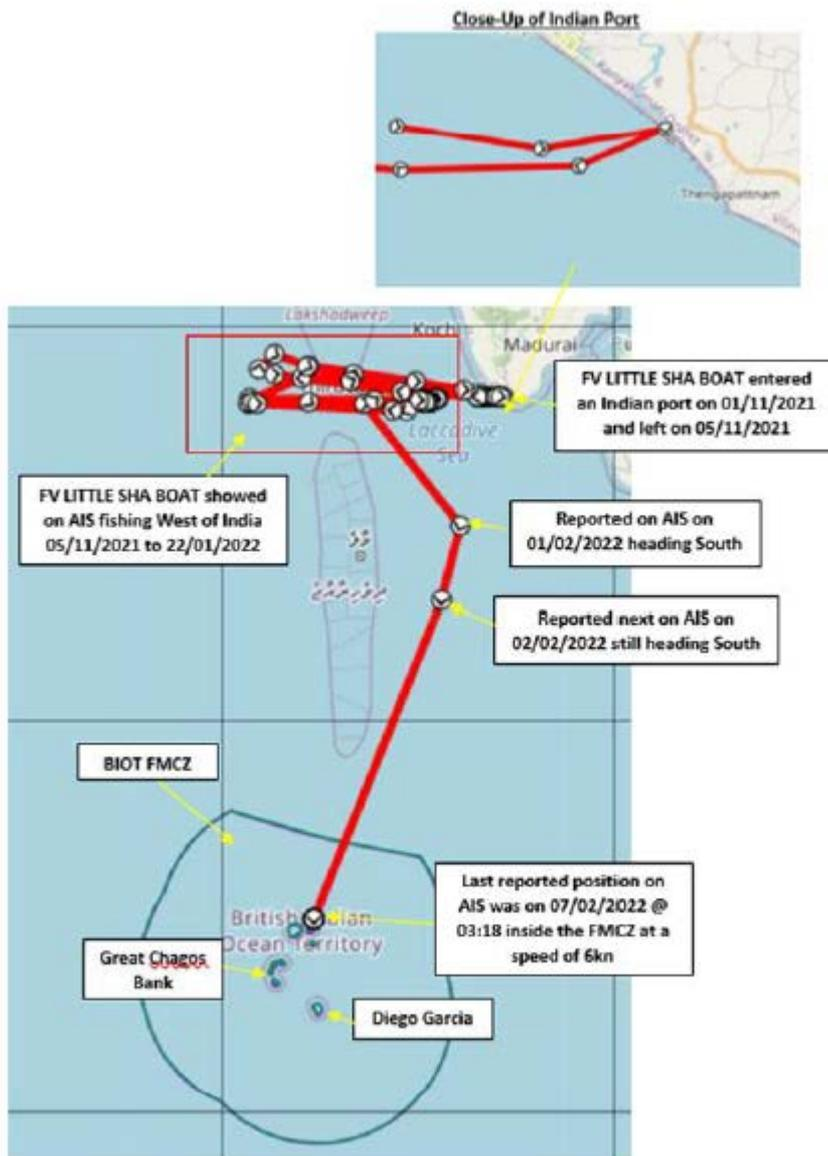 Close-Up of Indian Port
Thengapattnam
Lakshadweep
Madurai
FV LITTLE SHA BOAT entered
an Indian port on 01/11/2021
and left on 05/11/2021
Laccadive
Sea
FV LITTLE SHA BOAT showed
on AIS fishing West of India
05/11/2021 to 22/01/2022
Reported on AIS on
01/02/2022 heading South
މާލެ
ދިވެހިރާއްޖެ
Reported next on AIS on
02/02/2022 still heading South
BIOT FMCZ
Last reported position on
AIS was on 07/02/2022 @
03:18 inside the FMCZ at a
speed of 6kn
British Indian
Ocean Territory
Great Chagos
Bank
Diego Garcia